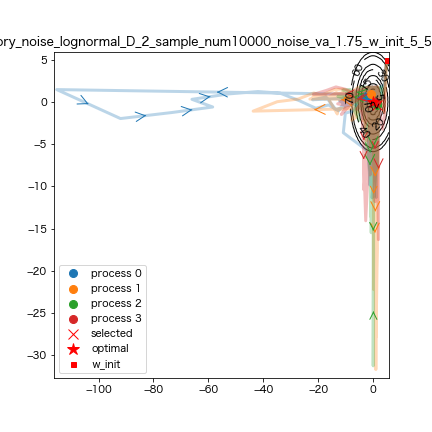 ory_noise_lognormal_D_2_sample_num10000_noise_va_1.75_w_init_5_5
5
0
−5
−10
−15
−20
−25
−30
−100
−80
−60
−40
−20
0
process 0
process 1
process 2
process 3
selected
optimal
w_init